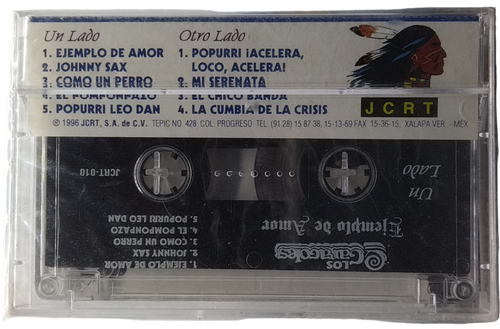 Un Lado
1. EJEMPLO DE AMOR
2. JOHNNY SAX
3. COMO UN PERRO
4. EL POMPONPAZO
5. POPURRI LEO DAN
Otro Lado
1. POPURRI ¡ACELERA,
LOCO, ACELERA!
2. MI SERENATA
3. EL CHICO BANDA
4. LA CUMBIA DE LA CRISIS
JCRT
® 1996 JCRT, S.A. de C.V. TEPIC NO. 428 COL. PROGRESO TEL. (91 28) 15 87 38, 15-13-69 FAX 15-36-15, XALAPA VER. - MEX
Un
Lado
JCRT-010
LOS
Ejemplo de Amor
1. EJEMPLO DE AMOR
2. JOHNNY SAX
3. COMO UN PERRO
4. EL POMPONPAZO
5. POPURRI LEO DAN